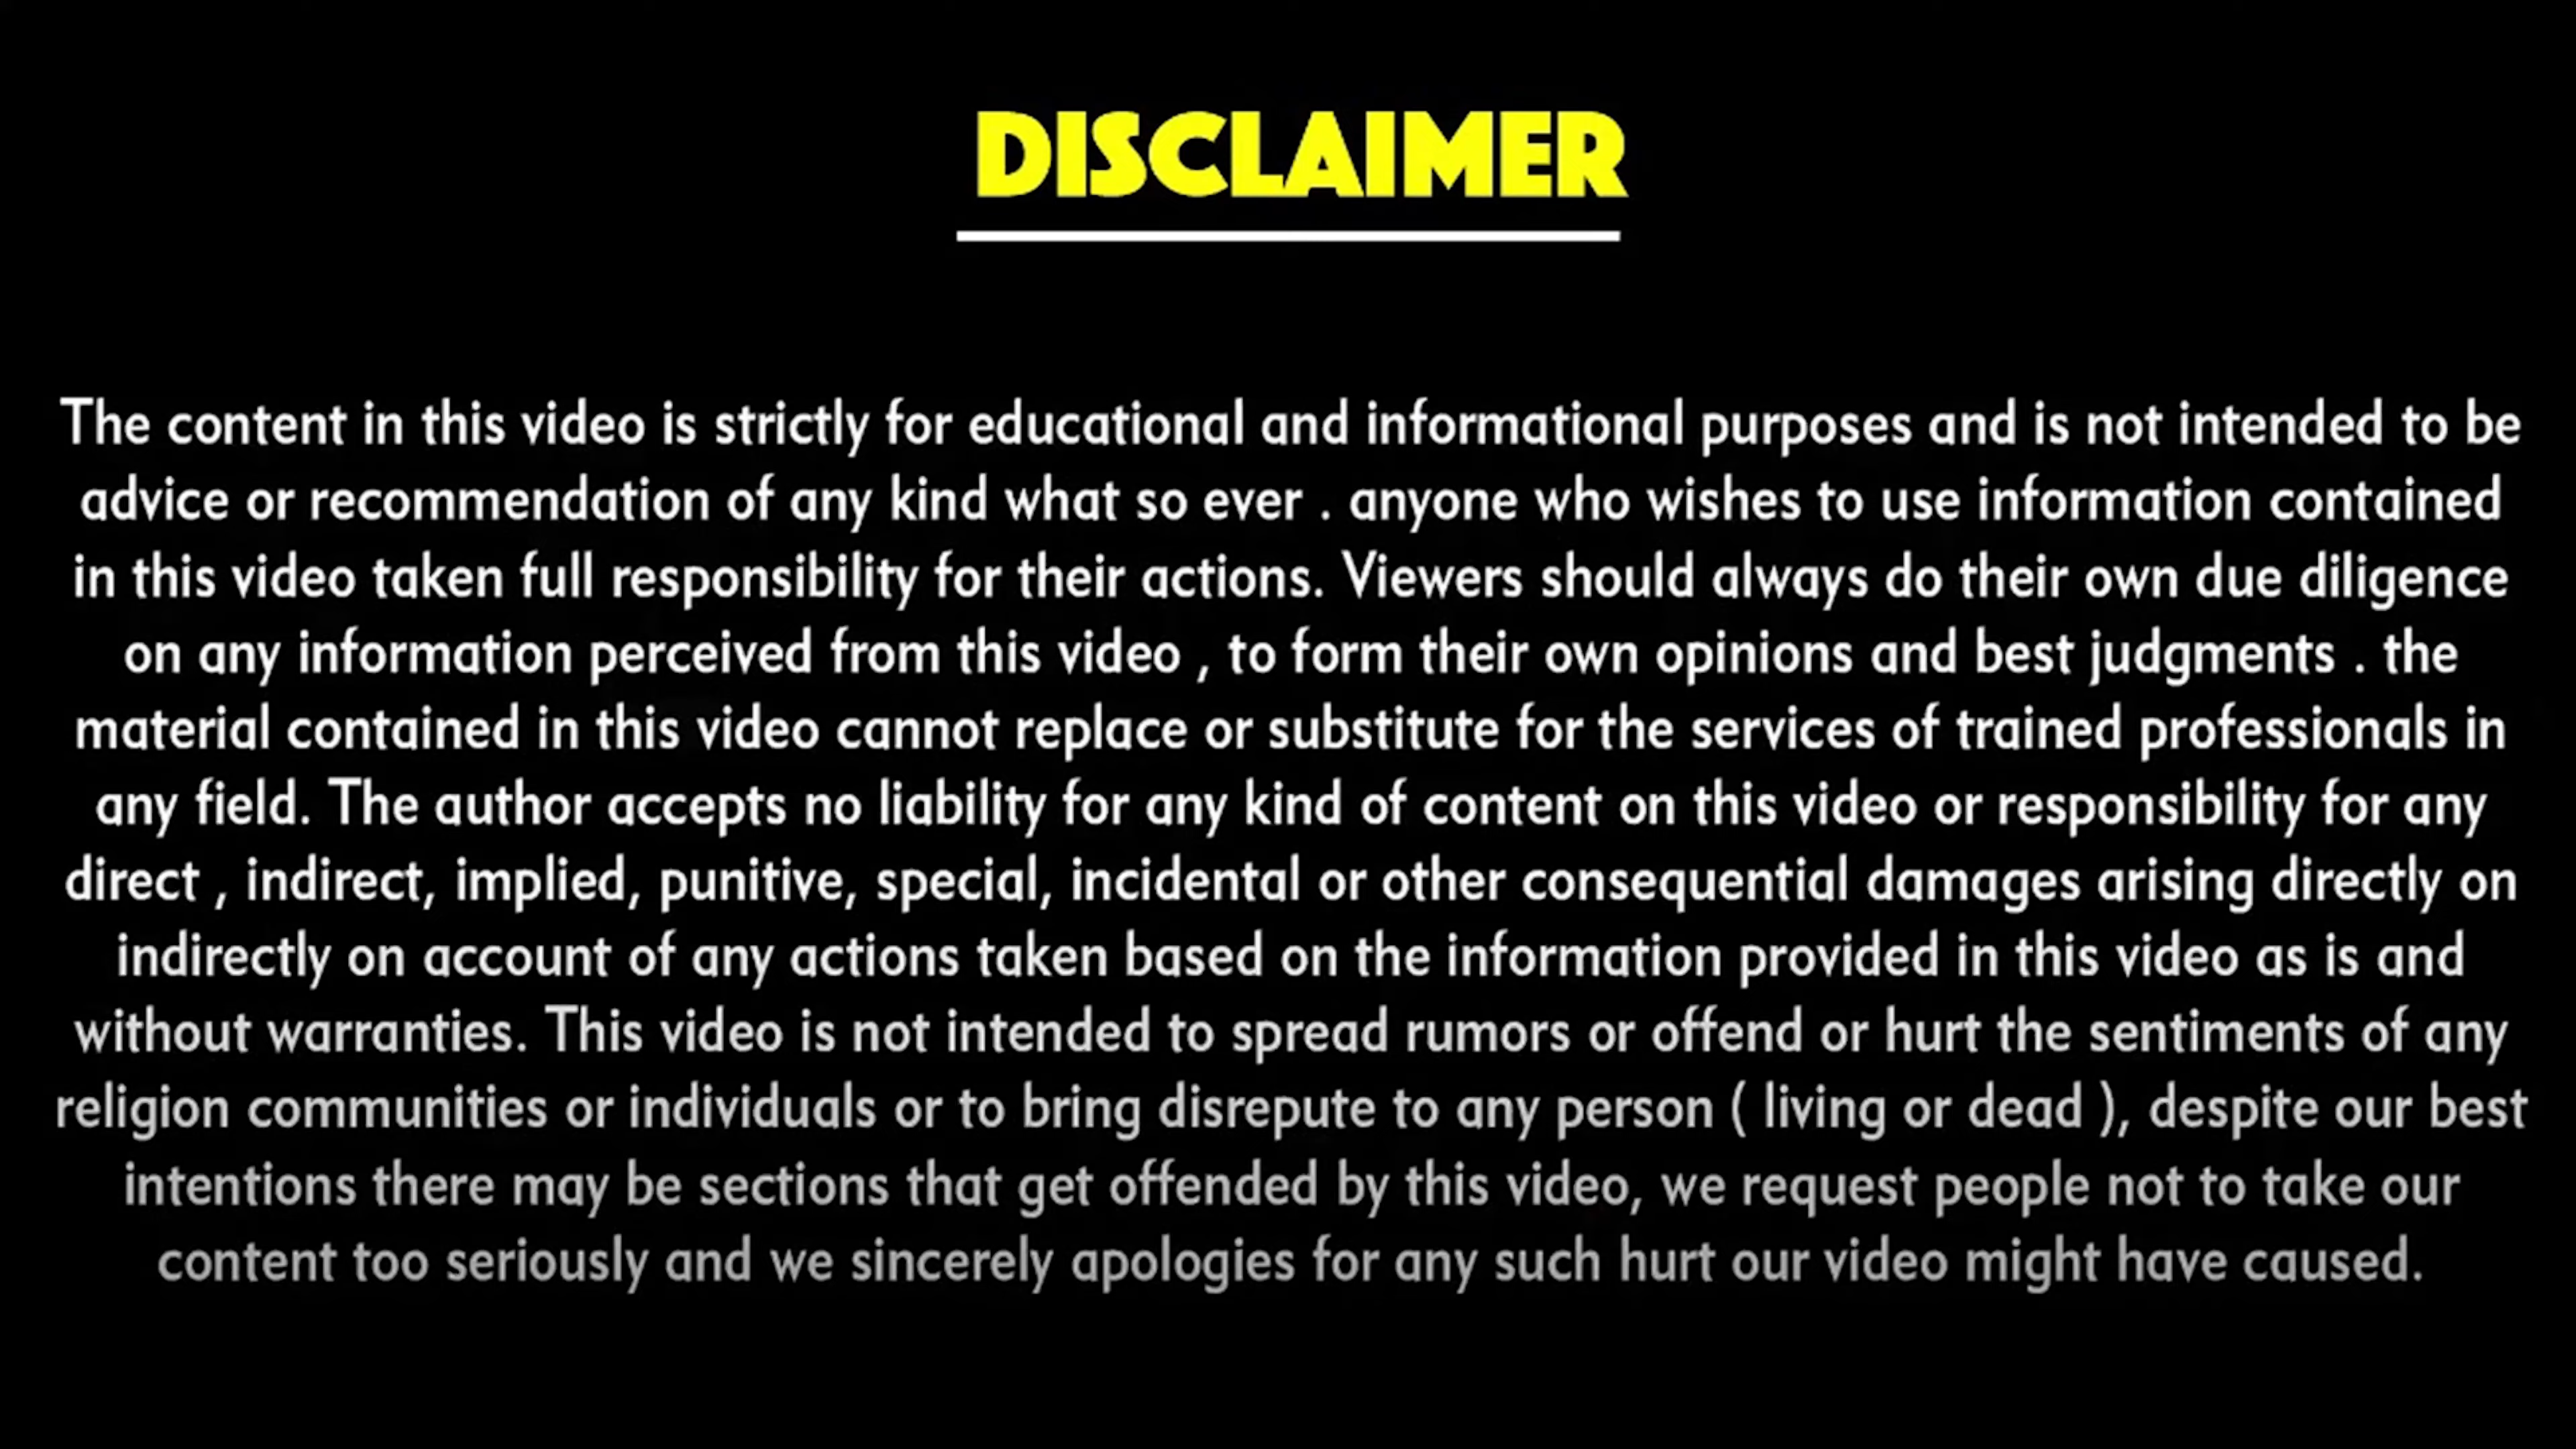 DISCLAIMER
The content in this video is strictly for educational and informational purposes and is not intended to be
advice or recommendation of any kind what so ever . anyone who wishes to use information contained
in this video taken full responsibility for their actions. Viewers should always do their own due diligence
on any information perceived from this video , to form their own opinions and best judgments . the
material contained in this video cannot replace or substitute for the services of trained professionals in
any field. The author accepts no liability for any kind of content on this video or responsibility for any
direct , indirect, implied, punitive, special, incidental or other consequential damages arising directly on
indirectly on account of any actions taken based on the information provided in this video as is and
without warranties. This video is not intended to spread rumors or offend or hurt the sentiments of any
religion communities or individuals or to bring disrepute to any person ( living or dead ), despite our best
intentions there may be sections that get offended by this video, we request people not to take our
content too seriously and we sincerely apologies for any such hurt our video might have caused.